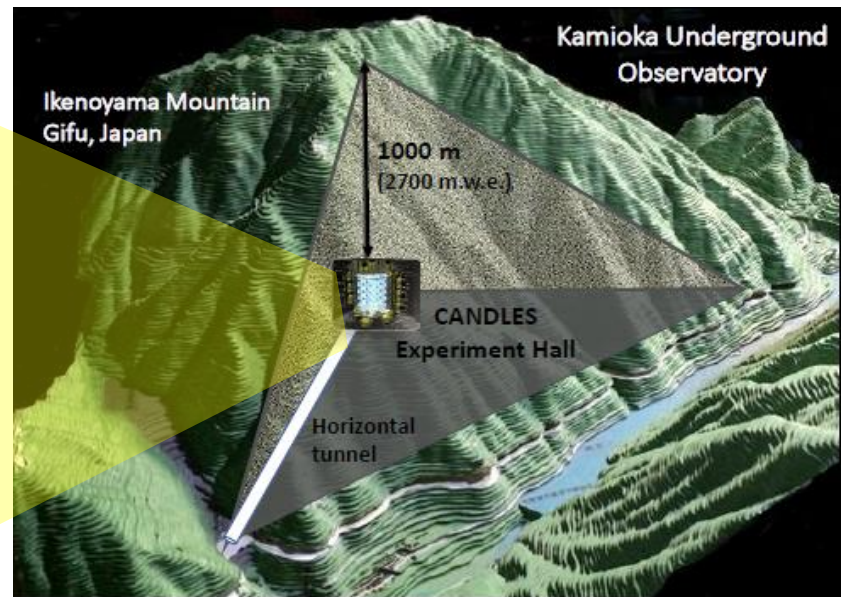 Kamioka Underground
Observatory
Ikenoyama Mountain
Gifu, Japan
1000 m
(2700 m.w.e.)
CANDLES
Experiment Hall
Horizontal
tunnel